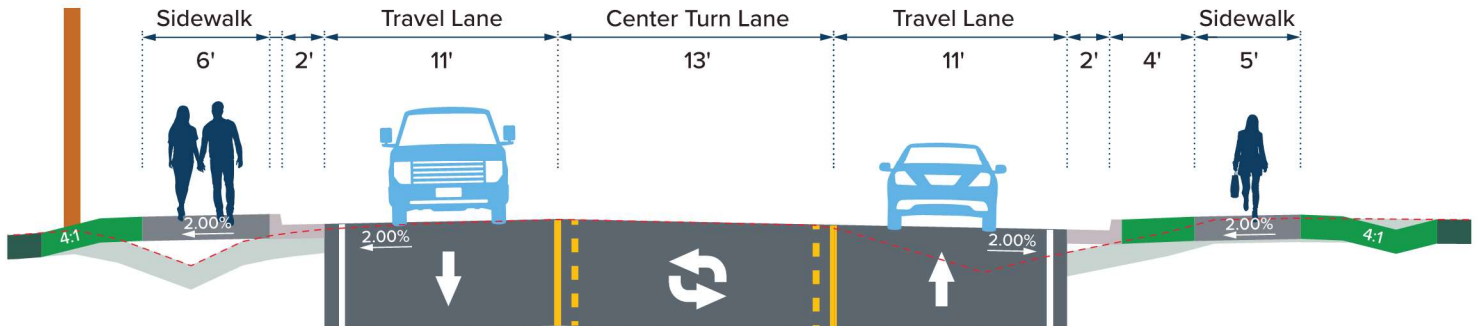 Sidewalk Travel Lane Center Turn Lane Travel Lane Sidewalk
6' 2' 11' 13' 11' 2' 4' 5'
4:1 2.00% 2.00% 2.00% 2.00% 4:1